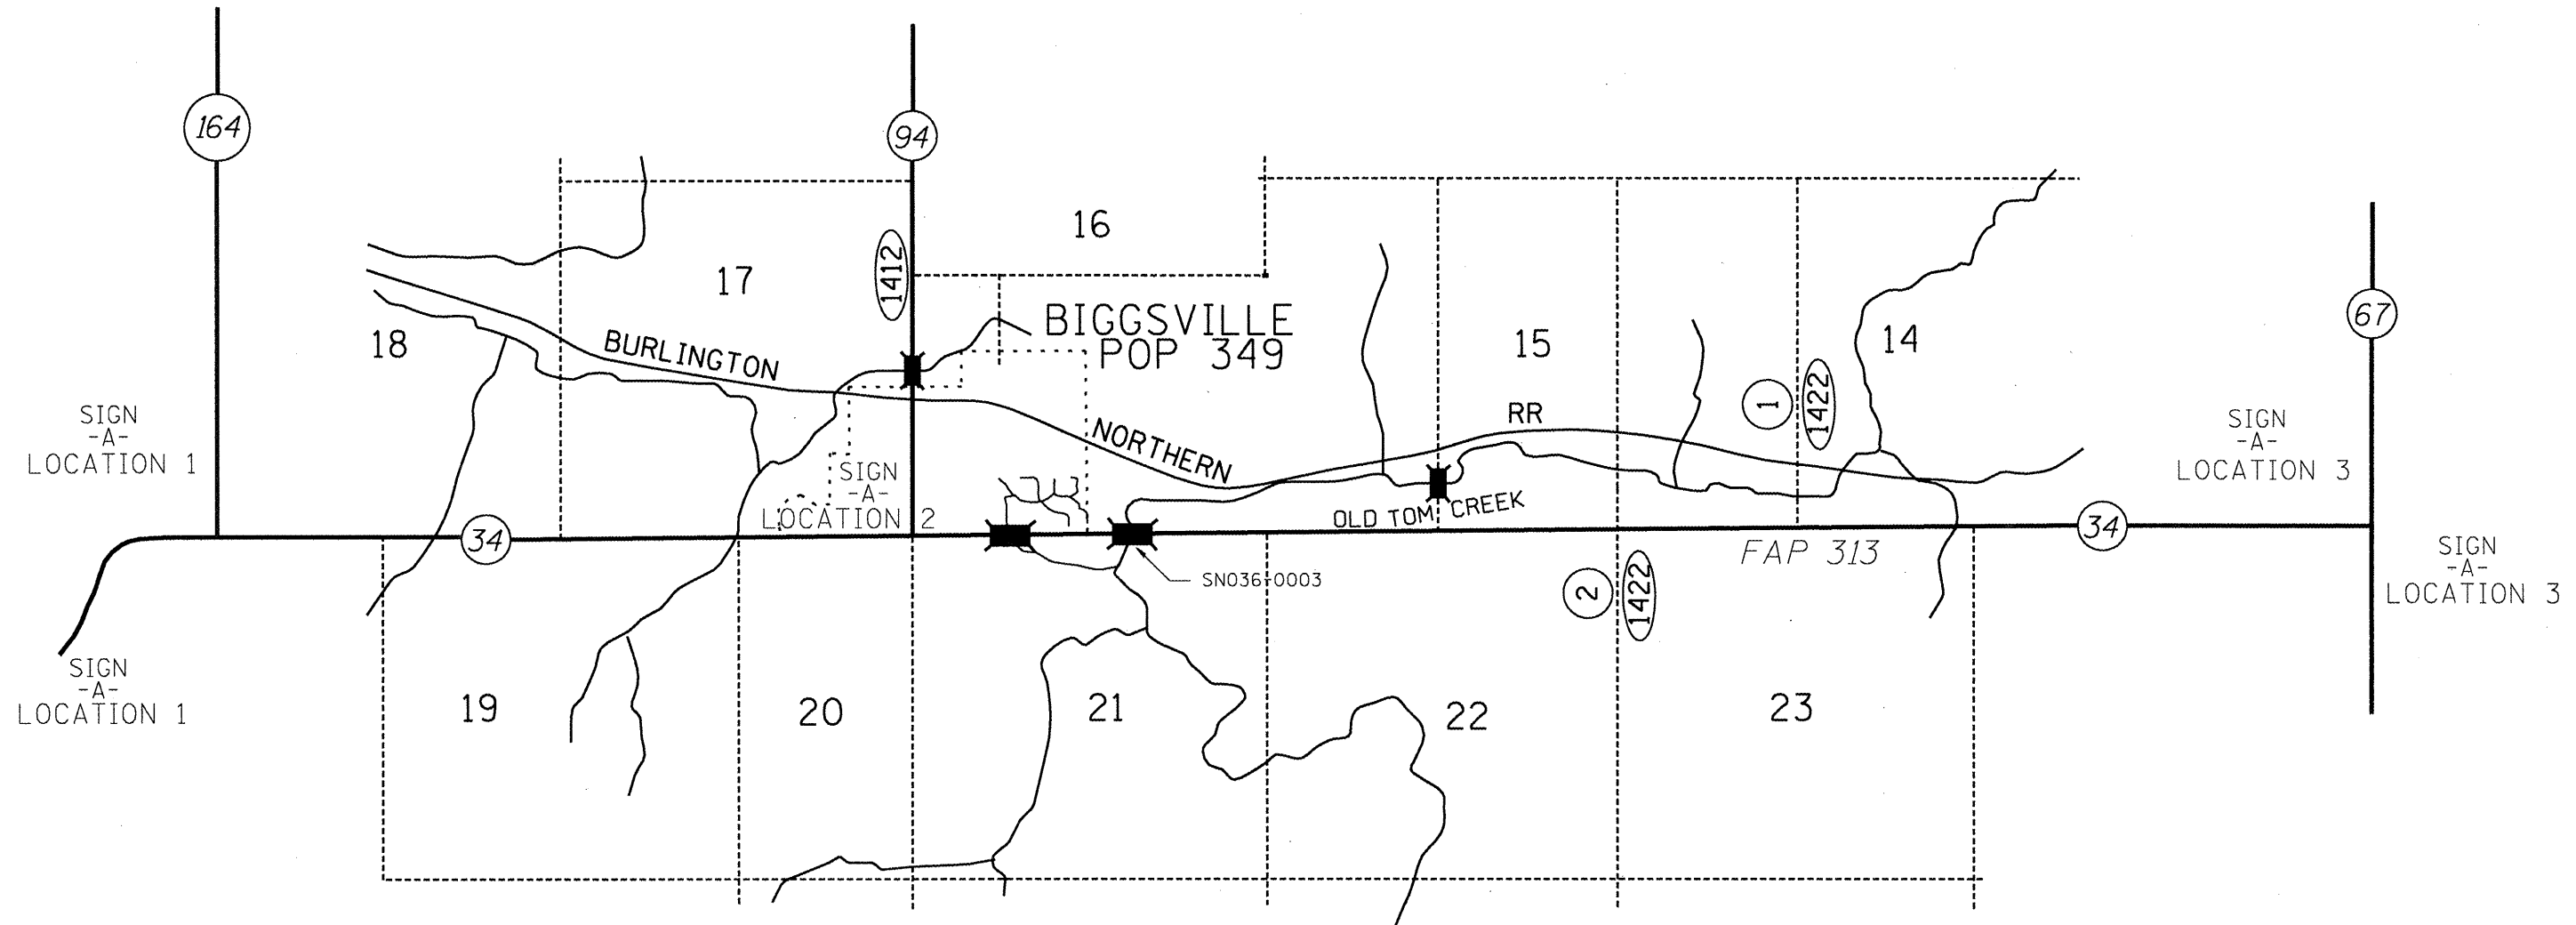 164
94
16
1412
17
BIGGSVILLE
POP 349
18
BURLINGTON
15
14
67
1
1422
RR
SIGN
-A-
LOCATION 1
NORTHERN
SIGN
-A-
LOCATION 2
SIGN
-A-
LOCATION 3
OLD TOM CREEK
34
34
FAP 313
SN036-0003
2
1422
SIGN
-A-
LOCATION 3
SIGN
-A-
LOCATION 1
19
20
21
22
23